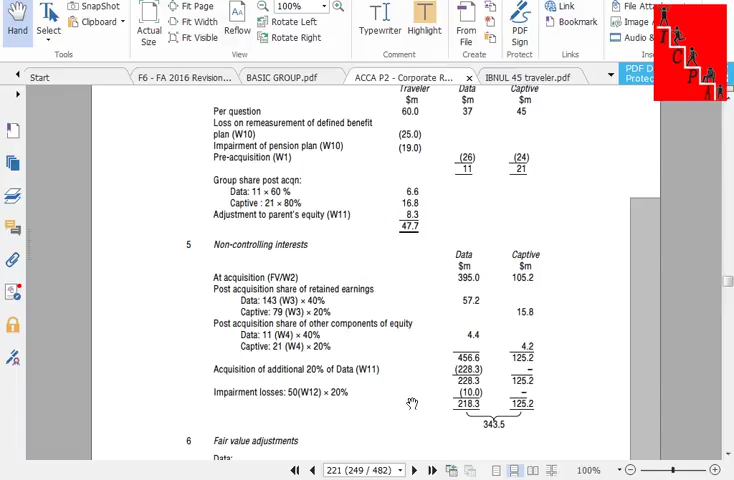 SnapShot
Clipboard
Hand
Select
Tools
Actual
Size
Fit Page
Fit Width
Fit Visible
Reflow
100%
Rotate Left
Rotate Right
View
Typewriter
Highlight
Comment
From
File
Create
PDF
Sign
Protect
Link
Bookmark
Links
File Atta
Image
Audio &
I
C
P
A
Start
F6 - FA 2016 Revision...
BASIC GROUP.pdf
ACCA P2 - Corporate R...
IBNUL 45 traveler.pdf
PDF D
Prote
Traveler Data Captive
$m $m $m
Per question 60.0 37 45
Loss on remeasurement of defined benefit
plan (W10) (25.0)
Impairment of pension plan (W10) (19.0)
Pre-acquisition (W1) (26) (24)
11 21
Group share post acqn:
Data: 11 × 60 % 6.6
Captive : 21 × 80% 16.8
Adjustment to parent's equity (W11) 8.3
47.7
5 Non-controlling interests
Data Captive
$m $m
At acquisition (FV/W2) 395.0 105.2
Post acquisition share of retained earnings
Data: 143 (W3) × 40% 57.2
Captive: 79 (W3) × 20% 15.8
Post acquisition share of other components of equity
Data: 11 (W4) × 40% 4.4
Captive: 21 (W4) × 20% 4.2
456.6 125.2
Acquisition of additional 20% of Data (W11) (228.3) –
228.3 125.2
Impairment losses: 50(W12) × 20% (10.0) –
218.3 125.2
343.5
6 Fair value adjustments
Data:
221 (249 / 482)
100%